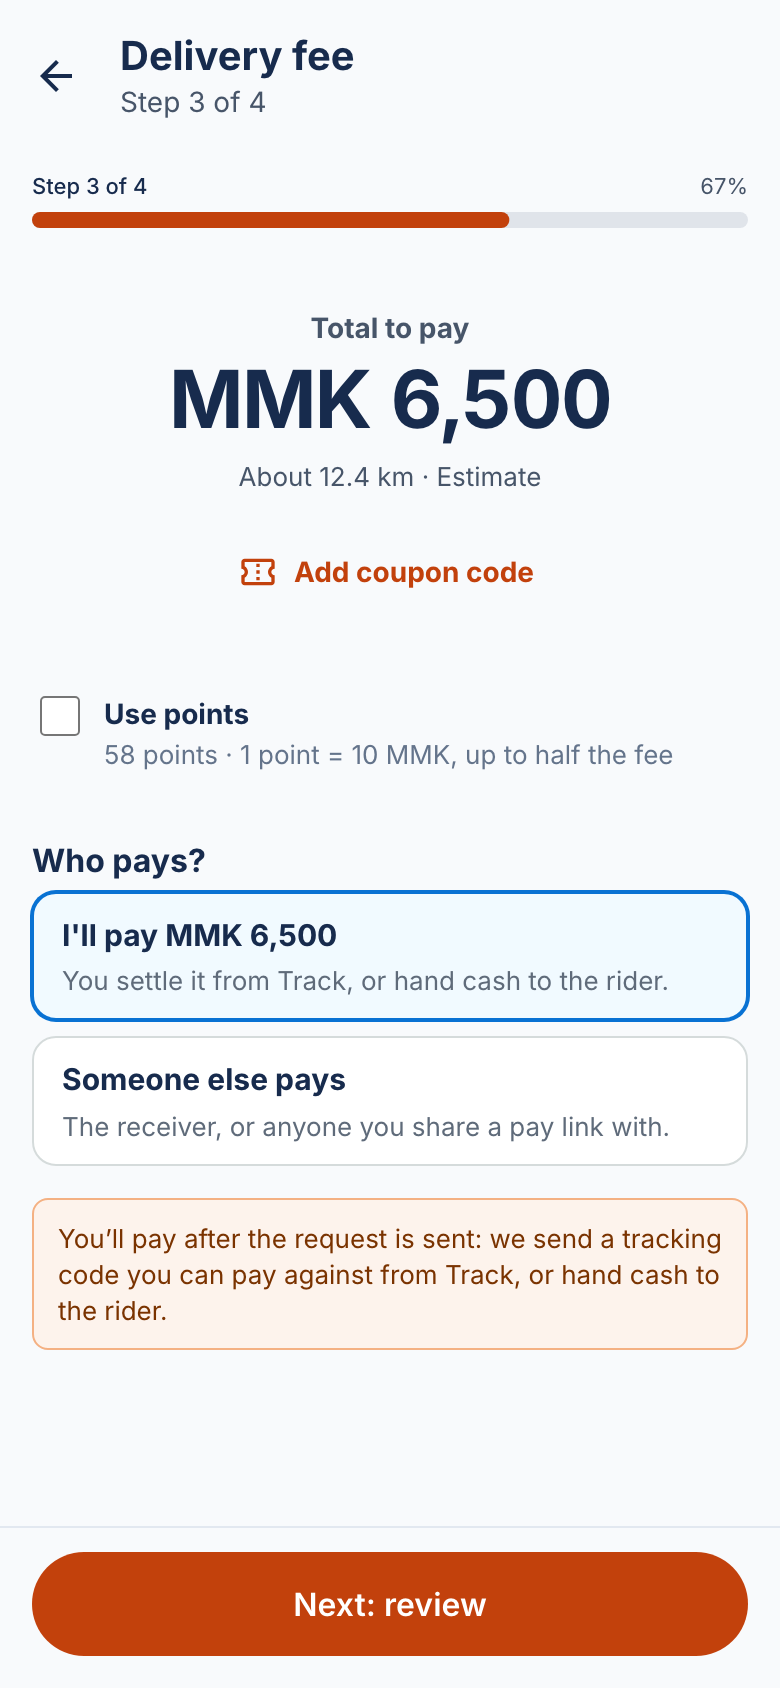 Delivery fee
Step 3 of 4
Step 3 of 4
67%
Total to pay
MMK 6,500
About 12.4 km · Estimate
Add coupon code
Use points
58 points · 1 point = 10 MMK, up to half the fee
Who pays?
I'll pay MMK 6,500
You settle it from Track, or hand cash to the rider.
Someone else pays
The receiver, or anyone you share a pay link with.
You’ll pay after the request is sent: we send a tracking
code you can pay against from Track, or hand cash to
the rider.
Next: review